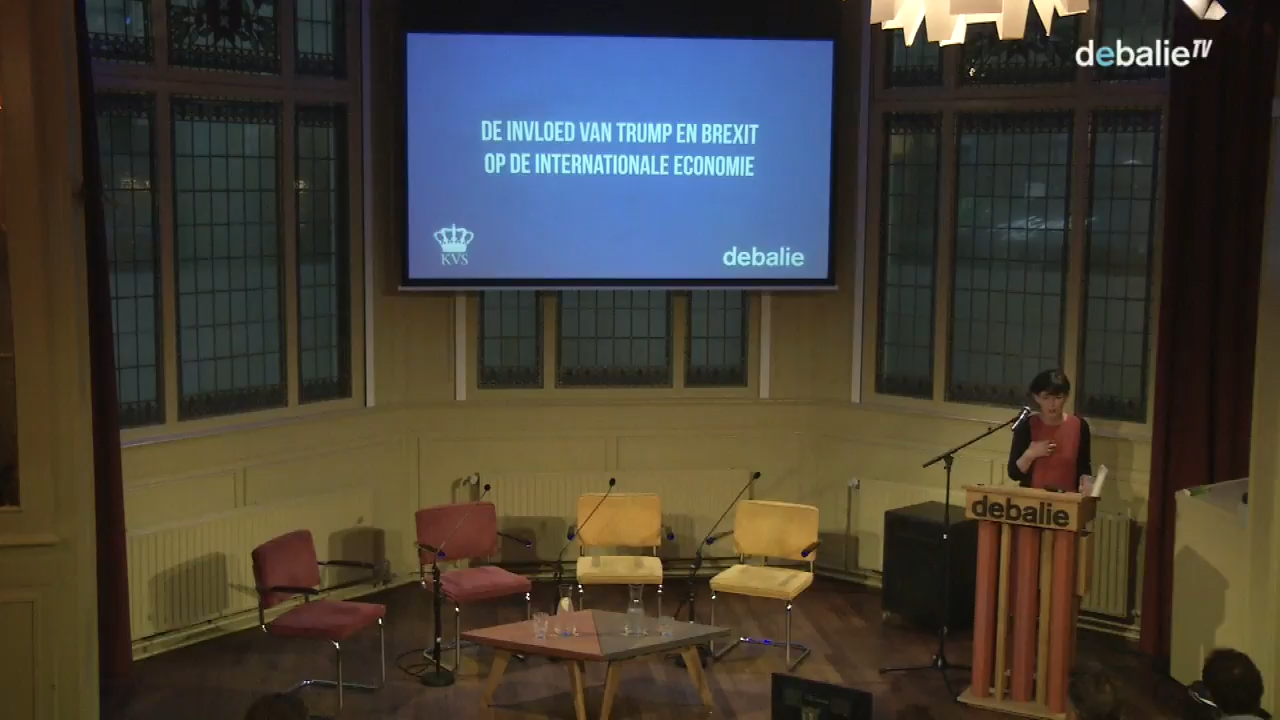 debalieTV
DE INVLOED VAN TRUMP EN BREXIT
OP DE INTERNATIONALE ECONOMIE
KVS
debalie
debalie